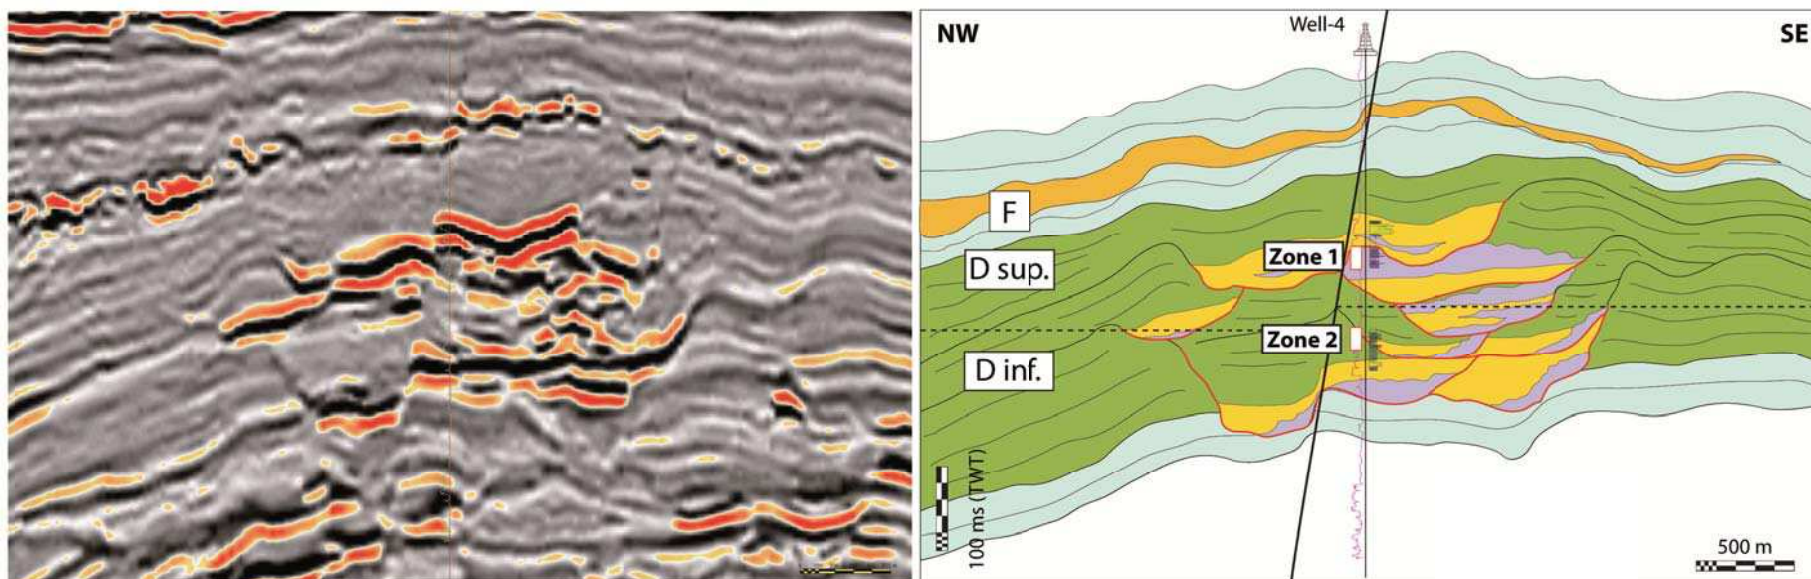 NW
Well-4
SE
F
Zone 1
D sup.
Zone 2
D inf.
100 ms (TWT)
500 m